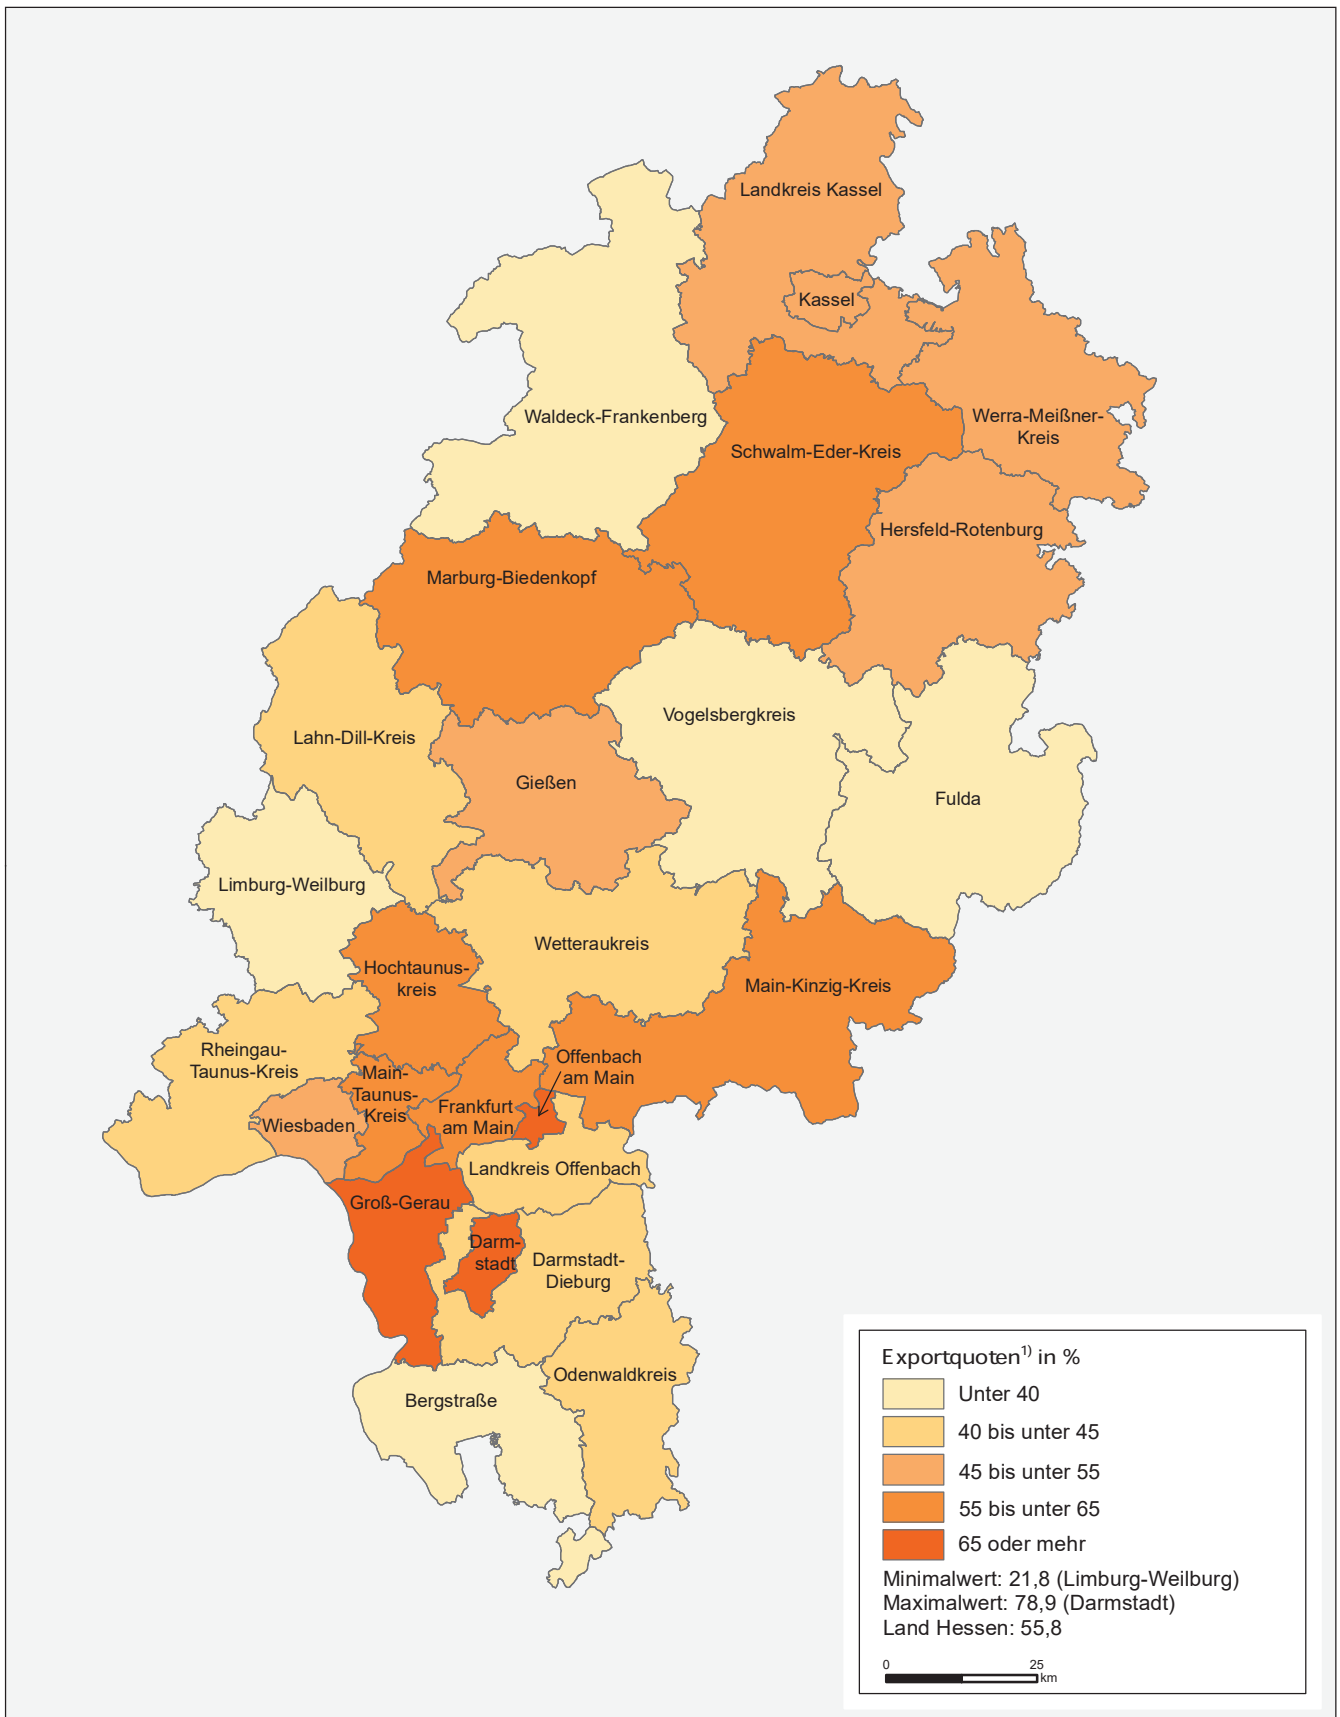 Landkreis Kassel
Kassel
Waldeck-Frankenberg
Werra-Meißner-
Kreis
Schwalm-Eder-Kreis
Hersfeld-Rotenburg
Marburg-Biedenkopf
Vogelsbergkreis
Lahn-Dill-Kreis
Gießen
Fulda
Limburg-Weilburg
Wetteraukreis
Hochtaunus-
kreis
Main-Kinzig-Kreis
Rheingau-
Taunus-Kreis
Offenbach
am Main
Main-
Taunus-
Kreis
Frankfurt
am Main
Wiesbaden
Landkreis Offenbach
Groß-Gerau
Darm-
stadt
Darmstadt-
Dieburg
Odenwaldkreis
Bergstraße
Exportquoten¹⁾ in %
Unter 40
40 bis unter 45
45 bis unter 55
55 bis unter 65
65 oder mehr
Minimalwert: 21,8 (Limburg-Weilburg)
Maximalwert: 78,9 (Darmstadt)
Land Hessen: 55,8
0 25
km